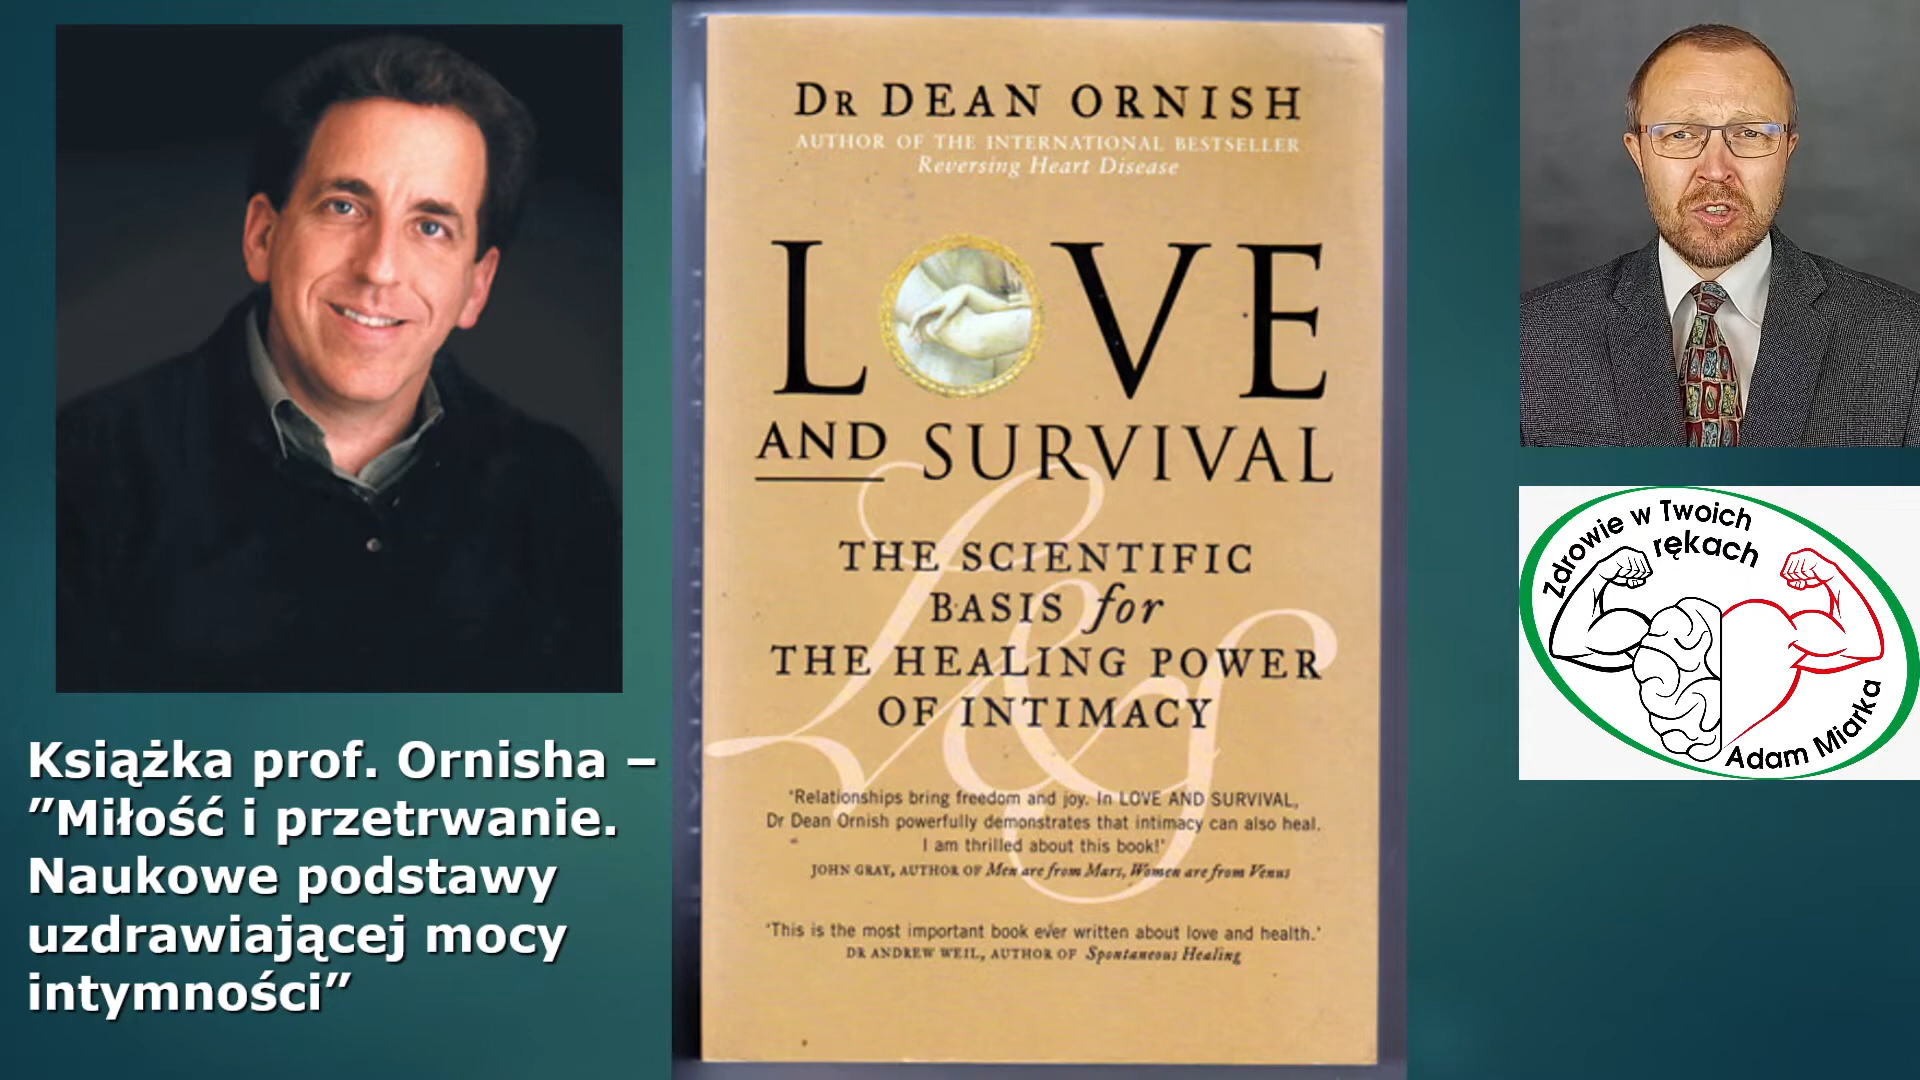 DR DEAN ORNISH
AUTHOR OF THE INTERNATIONAL BESTSELLER
Reversing Heart Disease
LOVE
AND SURVIVAL
THE SCIENTIFIC
BASIS for
THE HEALING POWER
OF INTIMACY
'Relationships bring freedom and joy. In LOVE AND SURVIVAL,
Dr Dean Ornish powerfully demonstrates that intimacy can also heal.
I am thrilled about this book!'
JOHN GRAY, AUTHOR OF Men are from Mars, Women are from Venus
'This is the most important book ever written about love and health.'
DR ANDREW WEIL, AUTHOR OF Spontaneous Healing
L&S
Książka prof. Ornisha –
”Miłość i przetrwanie.
Naukowe podstawy
uzdrawiającej mocy
intymności”
Zdrowie w Twoich
rękach
Adam Miarka